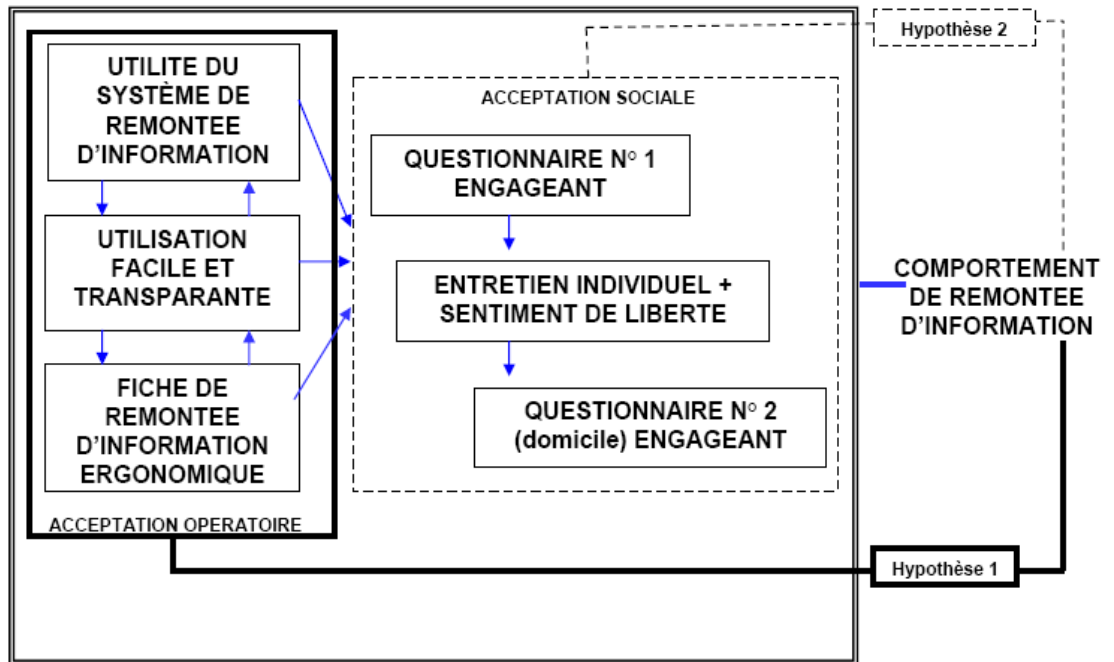 UTILITE DU
SYSTÈME DE
REMONTEE
D'INFORMATION
UTILISATION
FACILE ET
TRANSPARANTE
FICHE DE
REMONTEE
D'INFORMATION
ERGONOMIQUE
ACCEPTATION OPERATOIRE
ACCEPTATION SOCIALE
QUESTIONNAIRE N° 1
ENGAGEANT
ENTRETIEN INDIVIDUEL +
SENTIMENT DE LIBERTE
QUESTIONNAIRE N° 2
(domicile) ENGAGEANT
Hypothèse 2
COMPORTEMENT
DE REMONTEE
D'INFORMATION
Hypothèse 1